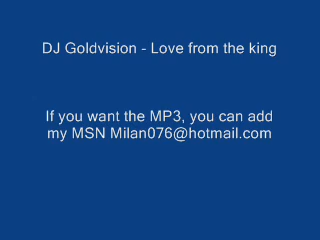 DJ Goldvision - Love from the king
If you want the MP3, you can add
my MSN Milan076@hotmail.com